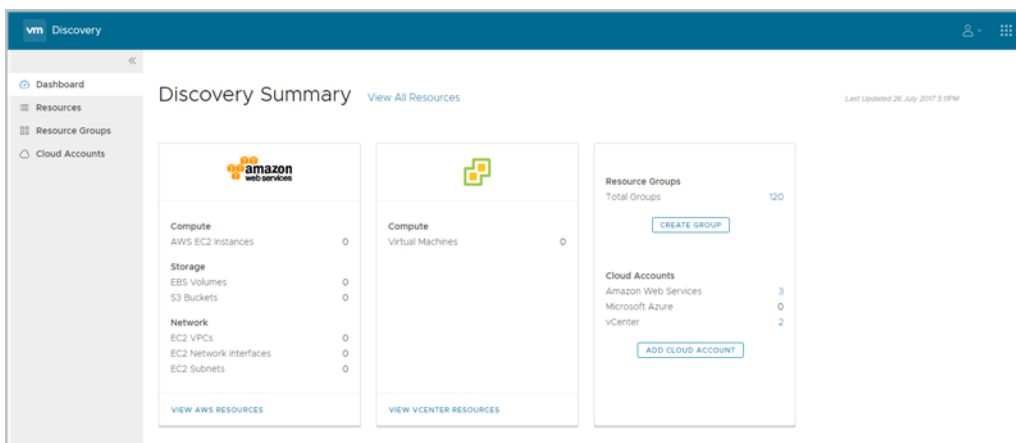 vm Discovery
Dashboard
Resources
Resource Groups
Cloud Accounts
Discovery Summary View All Resources
Last Updated 26 July 2017 5:11PM
amazon
web services
Compute
AWS EC2 Instances 0
Storage
EBS Volumes 0
S3 Buckets 0
Network
EC2 VPCs 0
EC2 Network Interfaces 0
EC2 Subnets 0
VIEW AWS RESOURCES
Compute
Virtual Machines 0
VIEW VCENTER RESOURCES
Resource Groups
Total Groups 120
CREATE GROUP
Cloud Accounts
Amazon Web Services 3
Microsoft Azure 0
vCenter 2
ADD CLOUD ACCOUNT